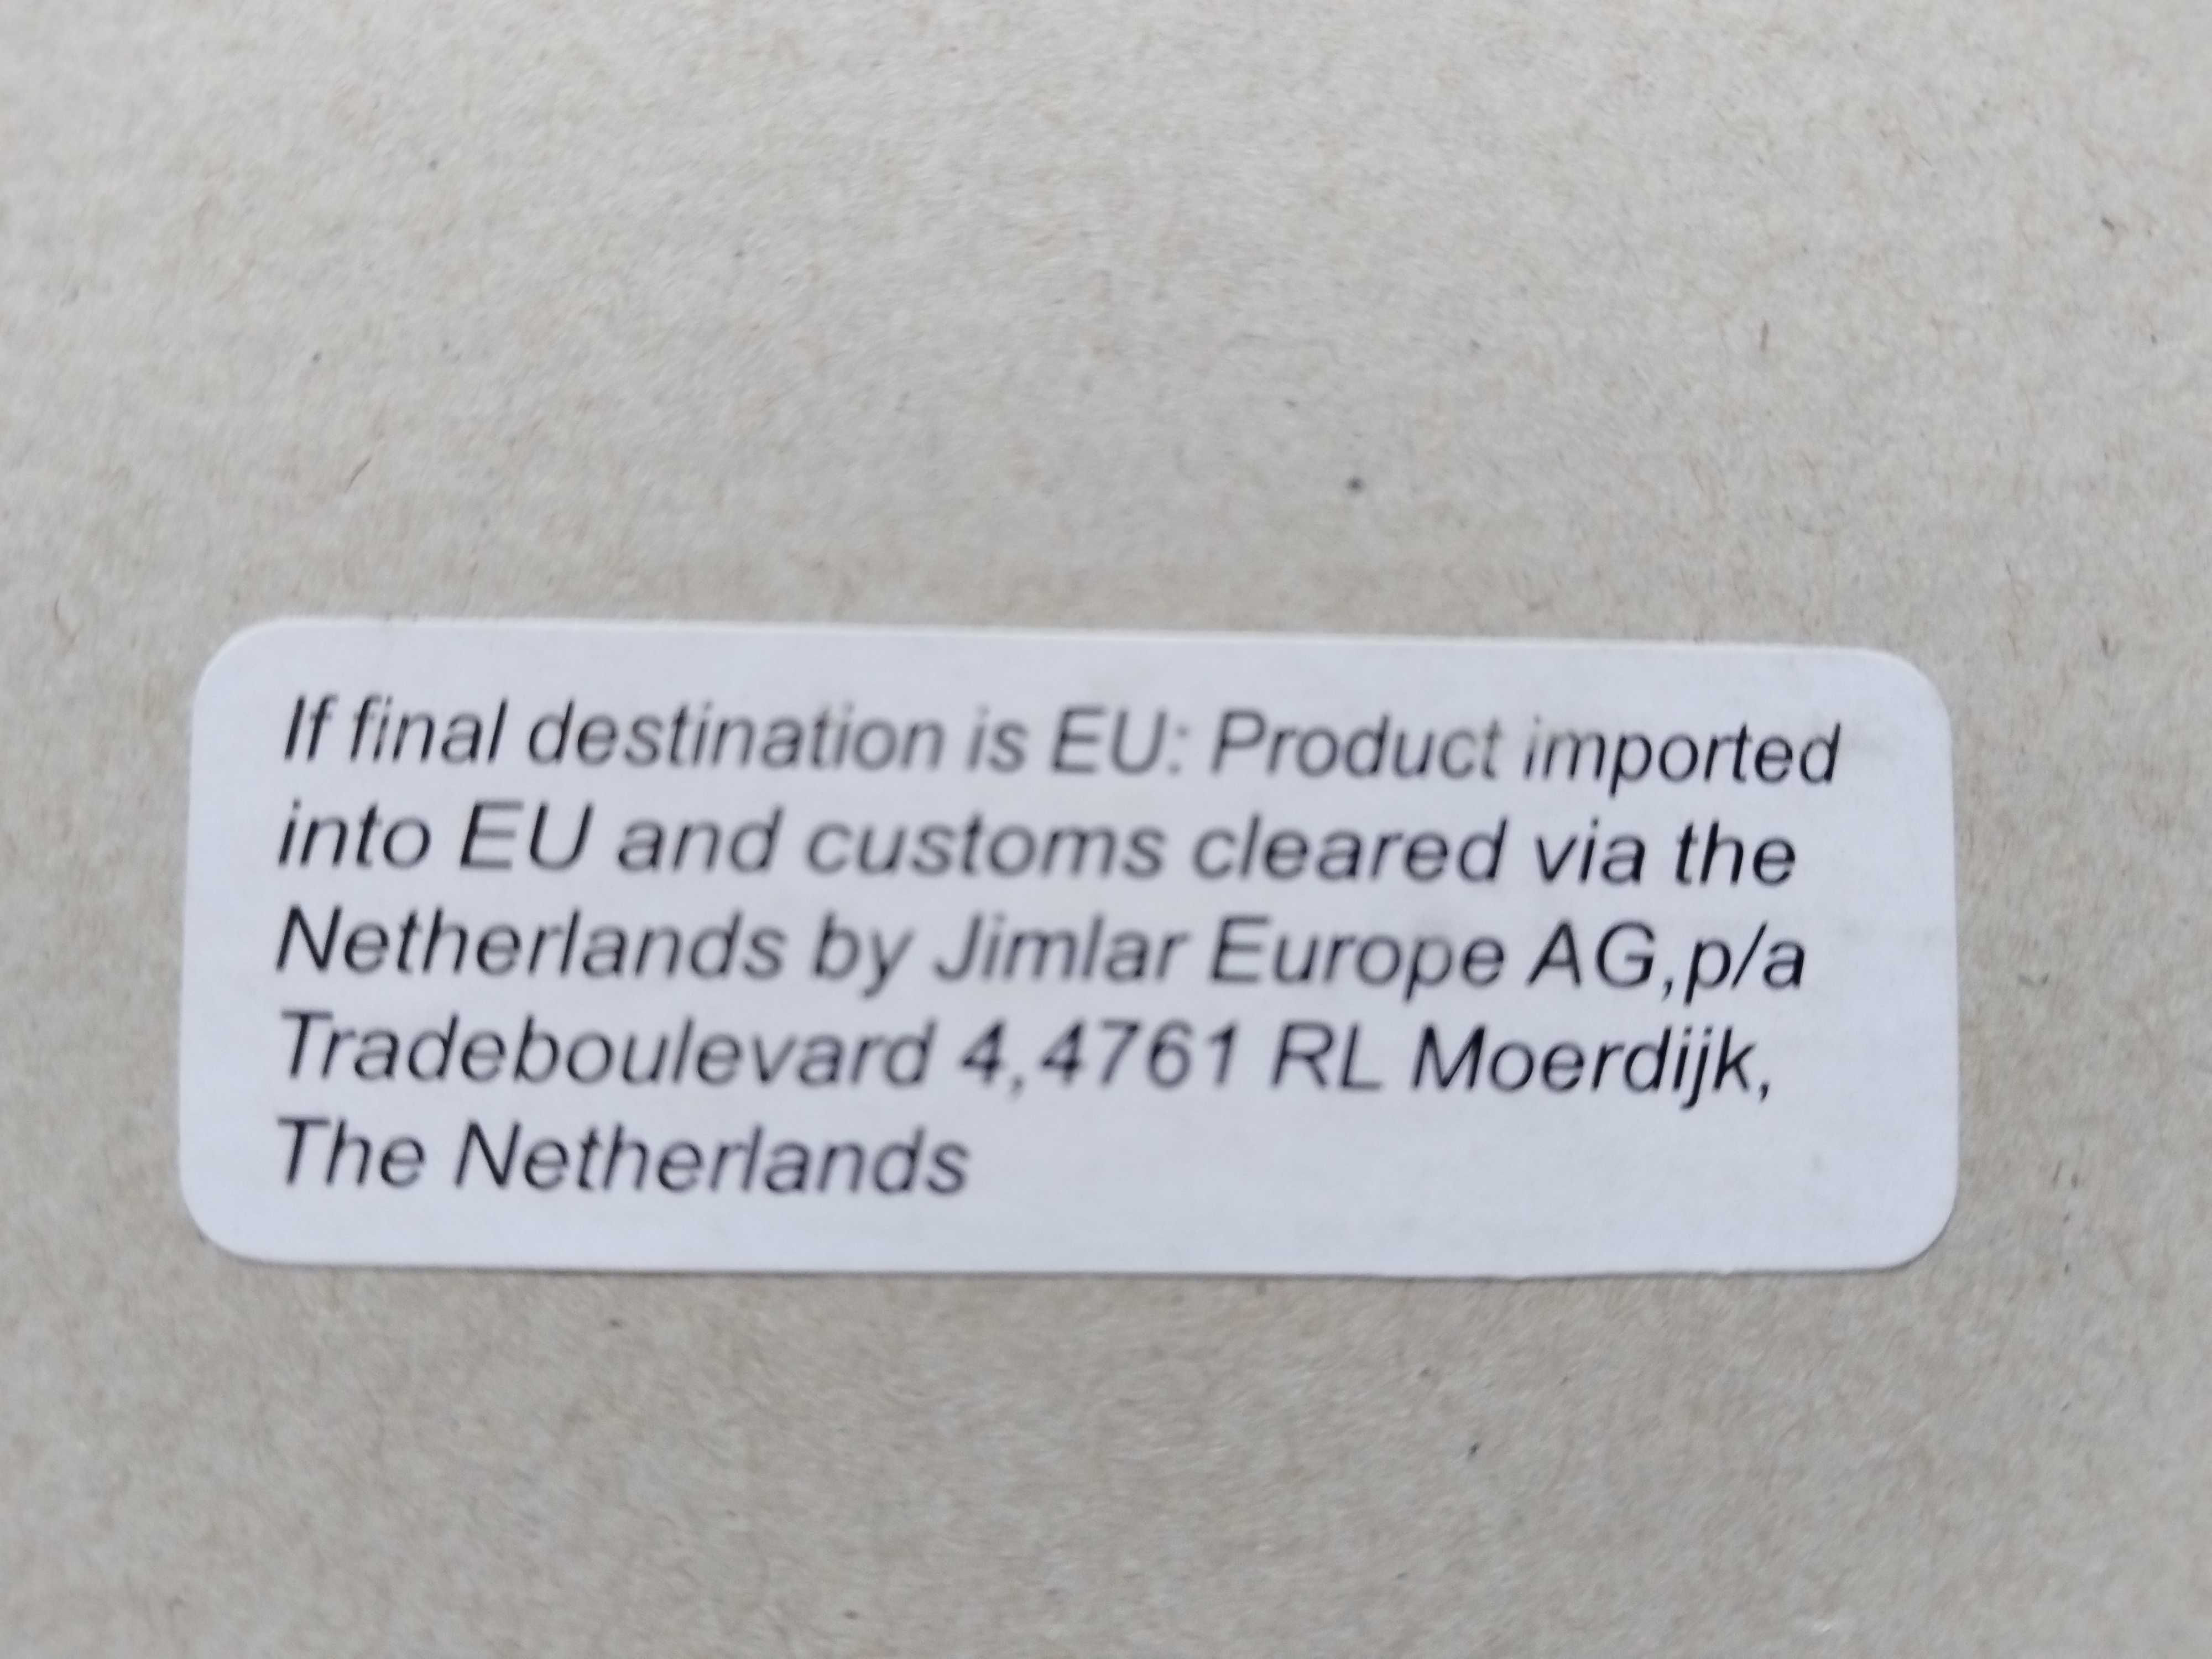 If final destination is EU: Product imported
into EU and customs cleared via the
Netherlands by Jimlar Europe AG,p/a
Tradeboulevard 4,4761 RL Moerdijk,
The Netherlands